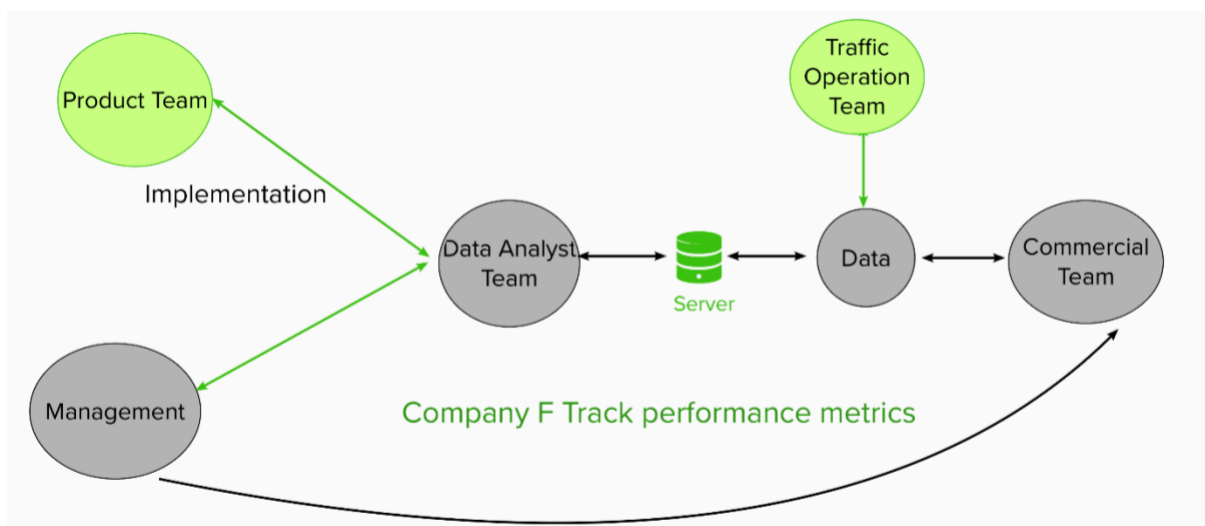 Product Team
Traffic
Operation
Team
Implementation
Data Analyst
Team
Server
Data
Commercial
Team
Management
Company F Track performance metrics